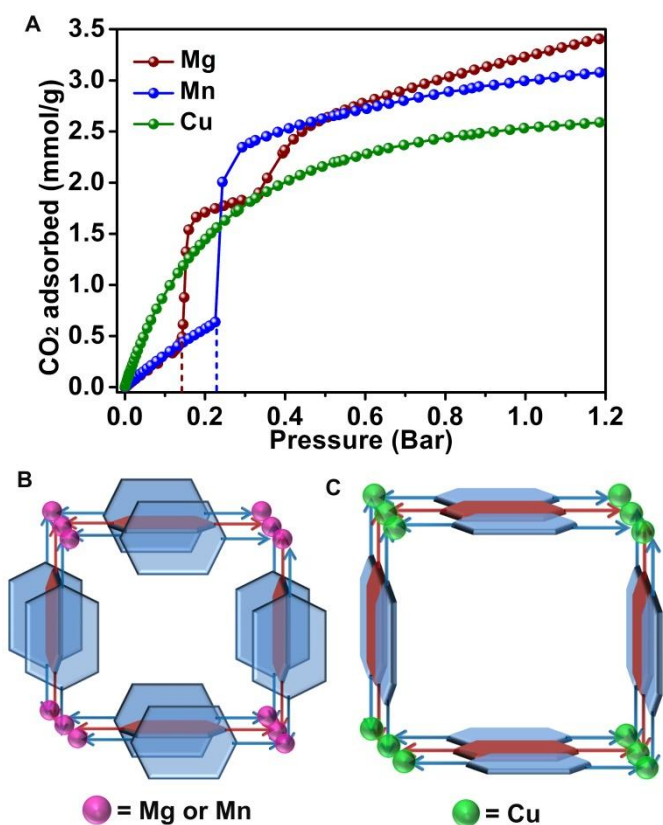 A
CO₂ adsorbed (mmol/g)
3.5
3.0
2.5
2.0
1.5
1.0
0.5
0.0
Mg
Mn
Cu
0.0 0.2 0.4 0.6 0.8 1.0 1.2
Pressure (Bar)
B
C
= Mg or Mn
= Cu